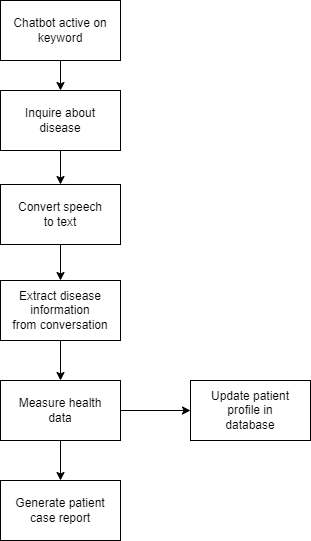 Chatbot active on
keyword
Inquire about
disease
Convert speech
to text
Extract disease
information
from conversation
Measure health
data
Update patient
profile in
database
Generate patient
case report